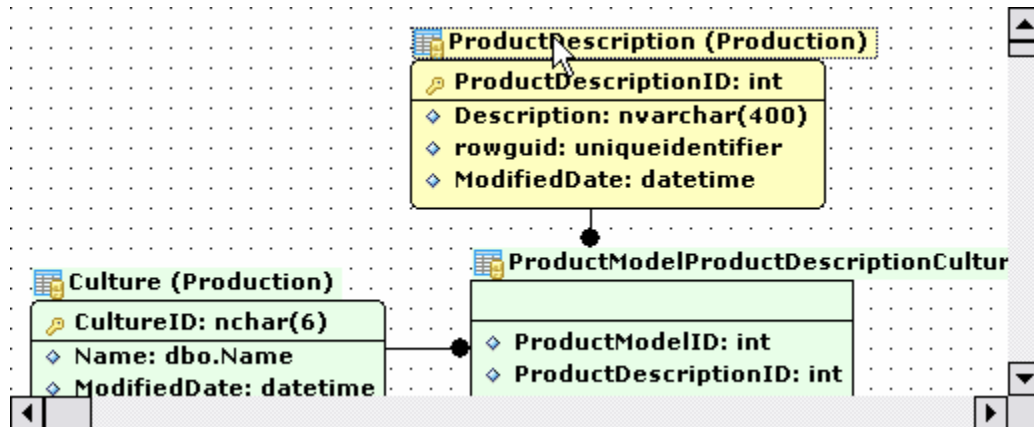 ProductDescription (Production)
ProductDescriptionID: int
Description: nvarchar(400)
rowguid: uniqueidentifier
ModifiedDate: datetime
ProductModelProductDescriptionCultur
ProductModelID: int
ProductDescriptionID: int
Culture (Production)
CultureID: nchar(6)
Name: dbo.Name
ModifiedDate: datetime